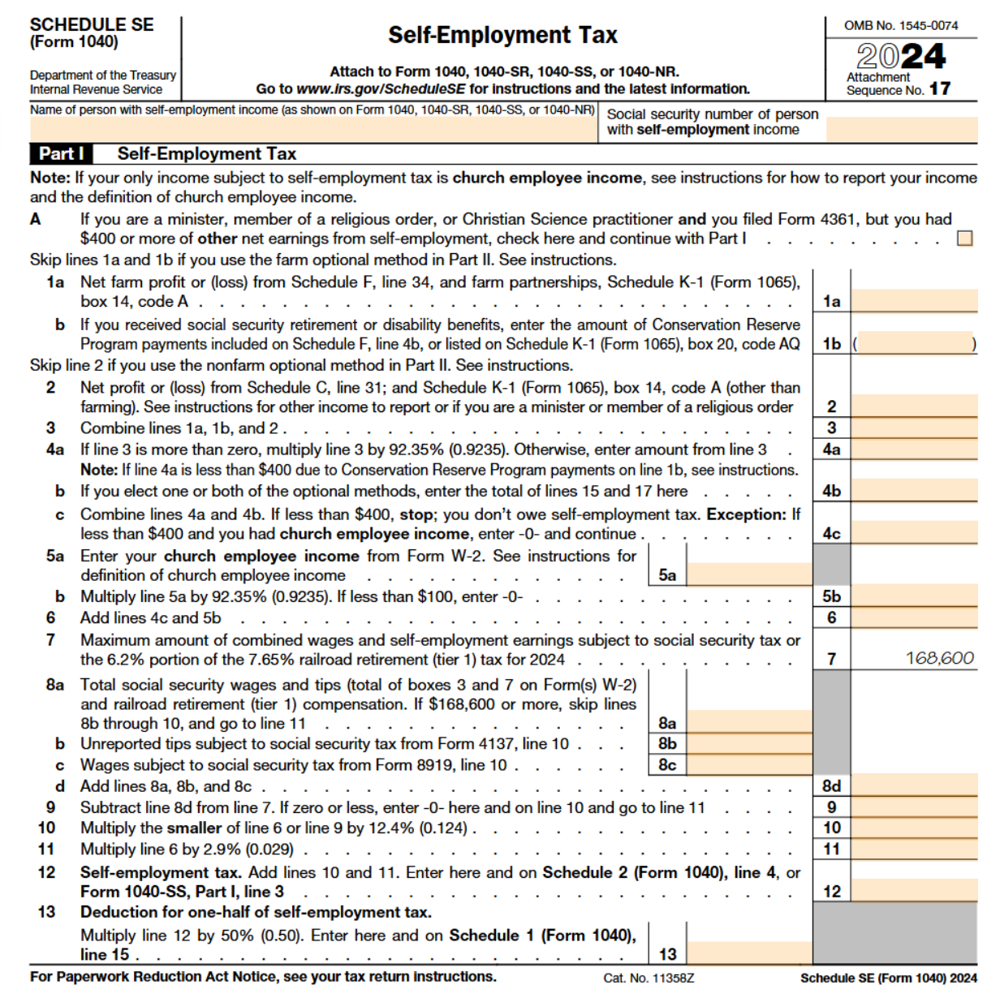 SCHEDULE SE
(Form 1040)
Department of the Treasury
Internal Revenue Service
Self-Employment Tax
Attach to Form 1040, 1040-SR, 1040-SS, or 1040-NR.
Go to www.irs.gov/ScheduleSE for instructions and the latest information.
OMB No. 1545-0074
2024
Attachment
Sequence No. 17
Name of person with self-employment income (as shown on Form 1040, 1040-SR, 1040-SS, or 1040-NR)
Social security number of person
with self-employment income
Part I Self-Employment Tax
Note: If your only income subject to self-employment tax is church employee income, see instructions for how to report your income
and the definition of church employee income.
A If you are a minister, member of a religious order, or Christian Science practitioner and you filed Form 4361, but you had
$400 or more of other net earnings from self-employment, check here and continue with Part I . . . . . . . . .
Skip lines 1a and 1b if you use the farm optional method in Part II. See instructions.
1a Net farm profit or (loss) from Schedule F, line 34, and farm partnerships, Schedule K-1 (Form 1065),
box 14, code A . . . . . . . . . . . . . . . . . . . . . . . . 1a
b If you received social security retirement or disability benefits, enter the amount of Conservation Reserve
Program payments included on Schedule F, line 4b, or listed on Schedule K-1 (Form 1065), box 20, code AQ 1b ( )
Skip line 2 if you use the nonfarm optional method in Part II. See instructions.
2 Net profit or (loss) from Schedule C, line 31; and Schedule K-1 (Form 1065), box 14, code A (other than
farming). See instructions for other income to report or if you are a minister or member of a religious order 2
3 Combine lines 1a, 1b, and 2 . . . . . . . . . . . . . . . . . . . . 3
4a If line 3 is more than zero, multiply line 3 by 92.35% (0.9235). Otherwise, enter amount from line 3 . 4a
Note: If line 4a is less than $400 due to Conservation Reserve Program payments on line 1b, see instructions.
b If you elect one or both of the optional methods, enter the total of lines 15 and 17 here . . . . . 4b
c Combine lines 4a and 4b. If less than $400, stop; you don't owe self-employment tax. Exception: If
less than $400 and you had church employee income, enter -0- and continue . . . . . . . . 4c
5a Enter your church employee income from Form W-2. See instructions for
definition of church employee income . . . . . . . . . . . . . 5a
b Multiply line 5a by 92.35% (0.9235). If less than $100, enter -0- . . . . . . . . . . . . . 5b
6 Add lines 4c and 5b . . . . . . . . . . . . . . . . . . . . . . 6
7 Maximum amount of combined wages and self-employment earnings subject to social security tax or
the 6.2% portion of the 7.65% railroad retirement (tier 1) tax for 2024 . . . . . . . . . . . 7 168,600
8a Total social security wages and tips (total of boxes 3 and 7 on Form(s) W-2)
and railroad retirement (tier 1) compensation. If $168,600 or more, skip lines
8b through 10, and go to line 11 . . . . . . . . . . . . . . . 8a
b Unreported tips subject to social security tax from Form 4137, line 10 . . . 8b
c Wages subject to social security tax from Form 8919, line 10 . . . . . . 8c
d Add lines 8a, 8b, and 8c . . . . . . . . . . . . . . . . . . . . . 8d
9 Subtract line 8d from line 7. If zero or less, enter -0- here and on line 10 and go to line 11 . . . . 9
10 Multiply the smaller of line 6 or line 9 by 12.4% (0.124) . . . . . . . . . . . . . . . . 10
11 Multiply line 6 by 2.9% (0.029) . . . . . . . . . . . . . . . . . . . 11
12 Self-employment tax. Add lines 10 and 11. Enter here and on Schedule 2 (Form 1040), line 4, or
Form 1040-SS, Part I, line 3 . . . . . . . . . . . . . . . . . . . 12
13 Deduction for one-half of self-employment tax.
Multiply line 12 by 50% (0.50). Enter here and on Schedule 1 (Form 1040),
line 15 . . . . . . . . . . . . . . . . . . . . . . . . 13
For Paperwork Reduction Act Notice, see your tax return instructions. Cat. No. 11358Z Schedule SE (Form 1040) 2024